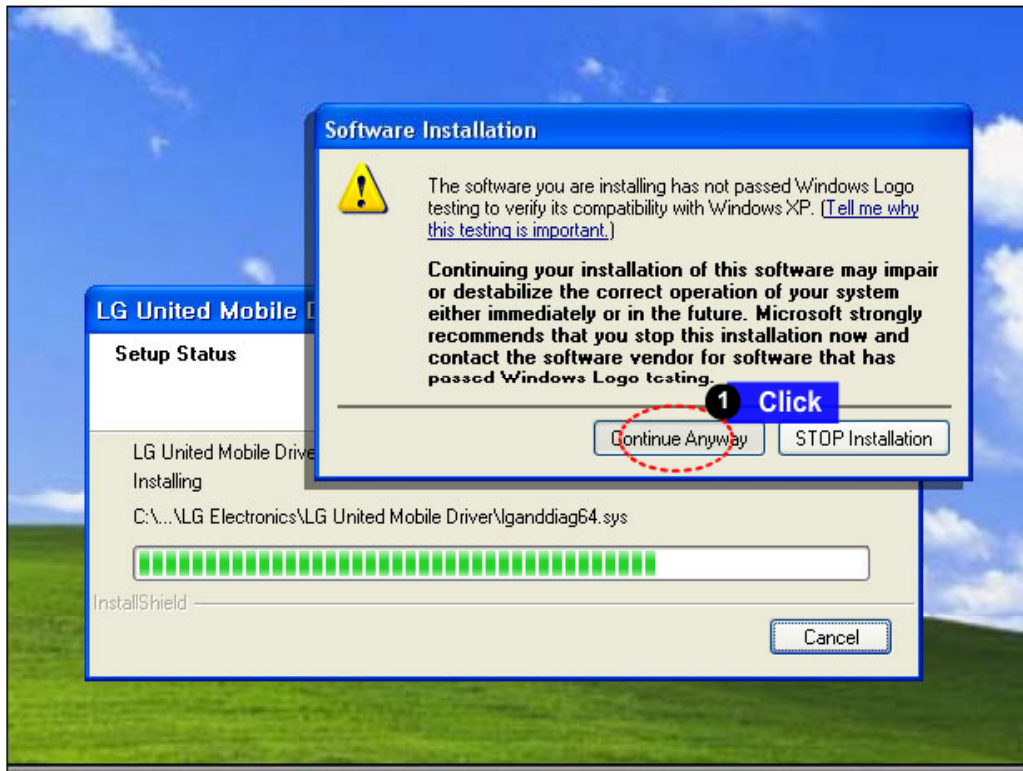 Software Installation
The software you are installing has not passed Windows Logo
testing to verify its compatibility with Windows XP. (Tell me why
this testing is important.)
Continuing your installation of this software may impair
or destabilize the correct operation of your system
either immediately or in the future. Microsoft strongly
recommends that you stop this installation now and
contact the software vendor for software that has
passed Windows Logo testing.
1 Click
Continue Anyway STOP Installation
LG United Mobile D
Setup Status
LG United Mobile Drive
Installing
C:\...\LG Electronics\LG United Mobile Driver\lganddiag64.sys
InstallShield
Cancel